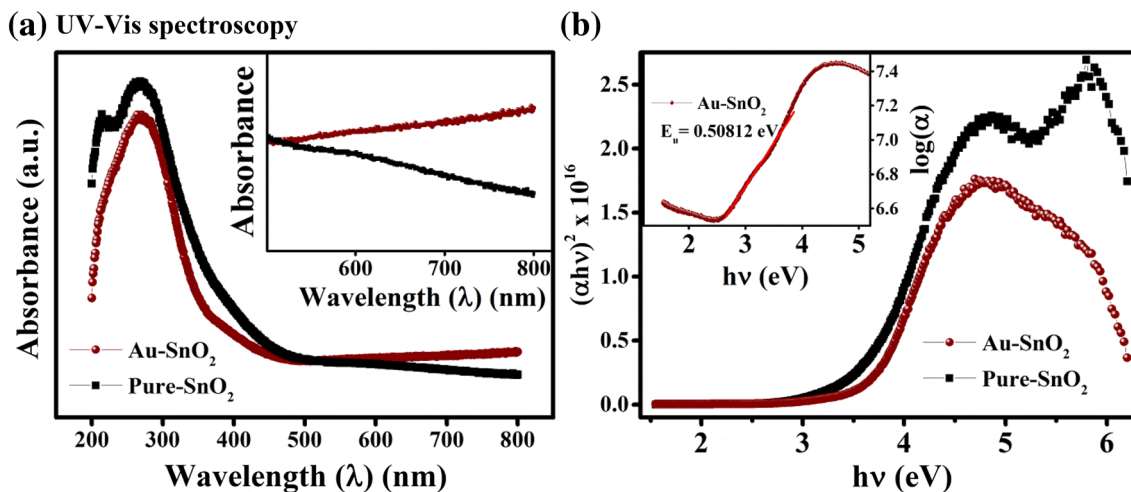 (a) UV-Vis spectroscopy
Absorbance (a.u.)
Absorbance
600 700 800
Wavelength (λ) (nm)
Au-SnO₂
Pure-SnO₂
200 300 400 500 600 700 800
Wavelength (λ) (nm)
(b)
(αhν)² x 10¹⁶
2.5
2.0
1.5
1.0
0.5
0.0
Au-SnO₂
E_u = 0.50812 eV
7.4
7.2
7.0
6.8
6.6
log(α)
2 3 4 5
hν (eV)
Au-SnO₂
Pure-SnO₂
2 3 4 5 6
hν (eV)